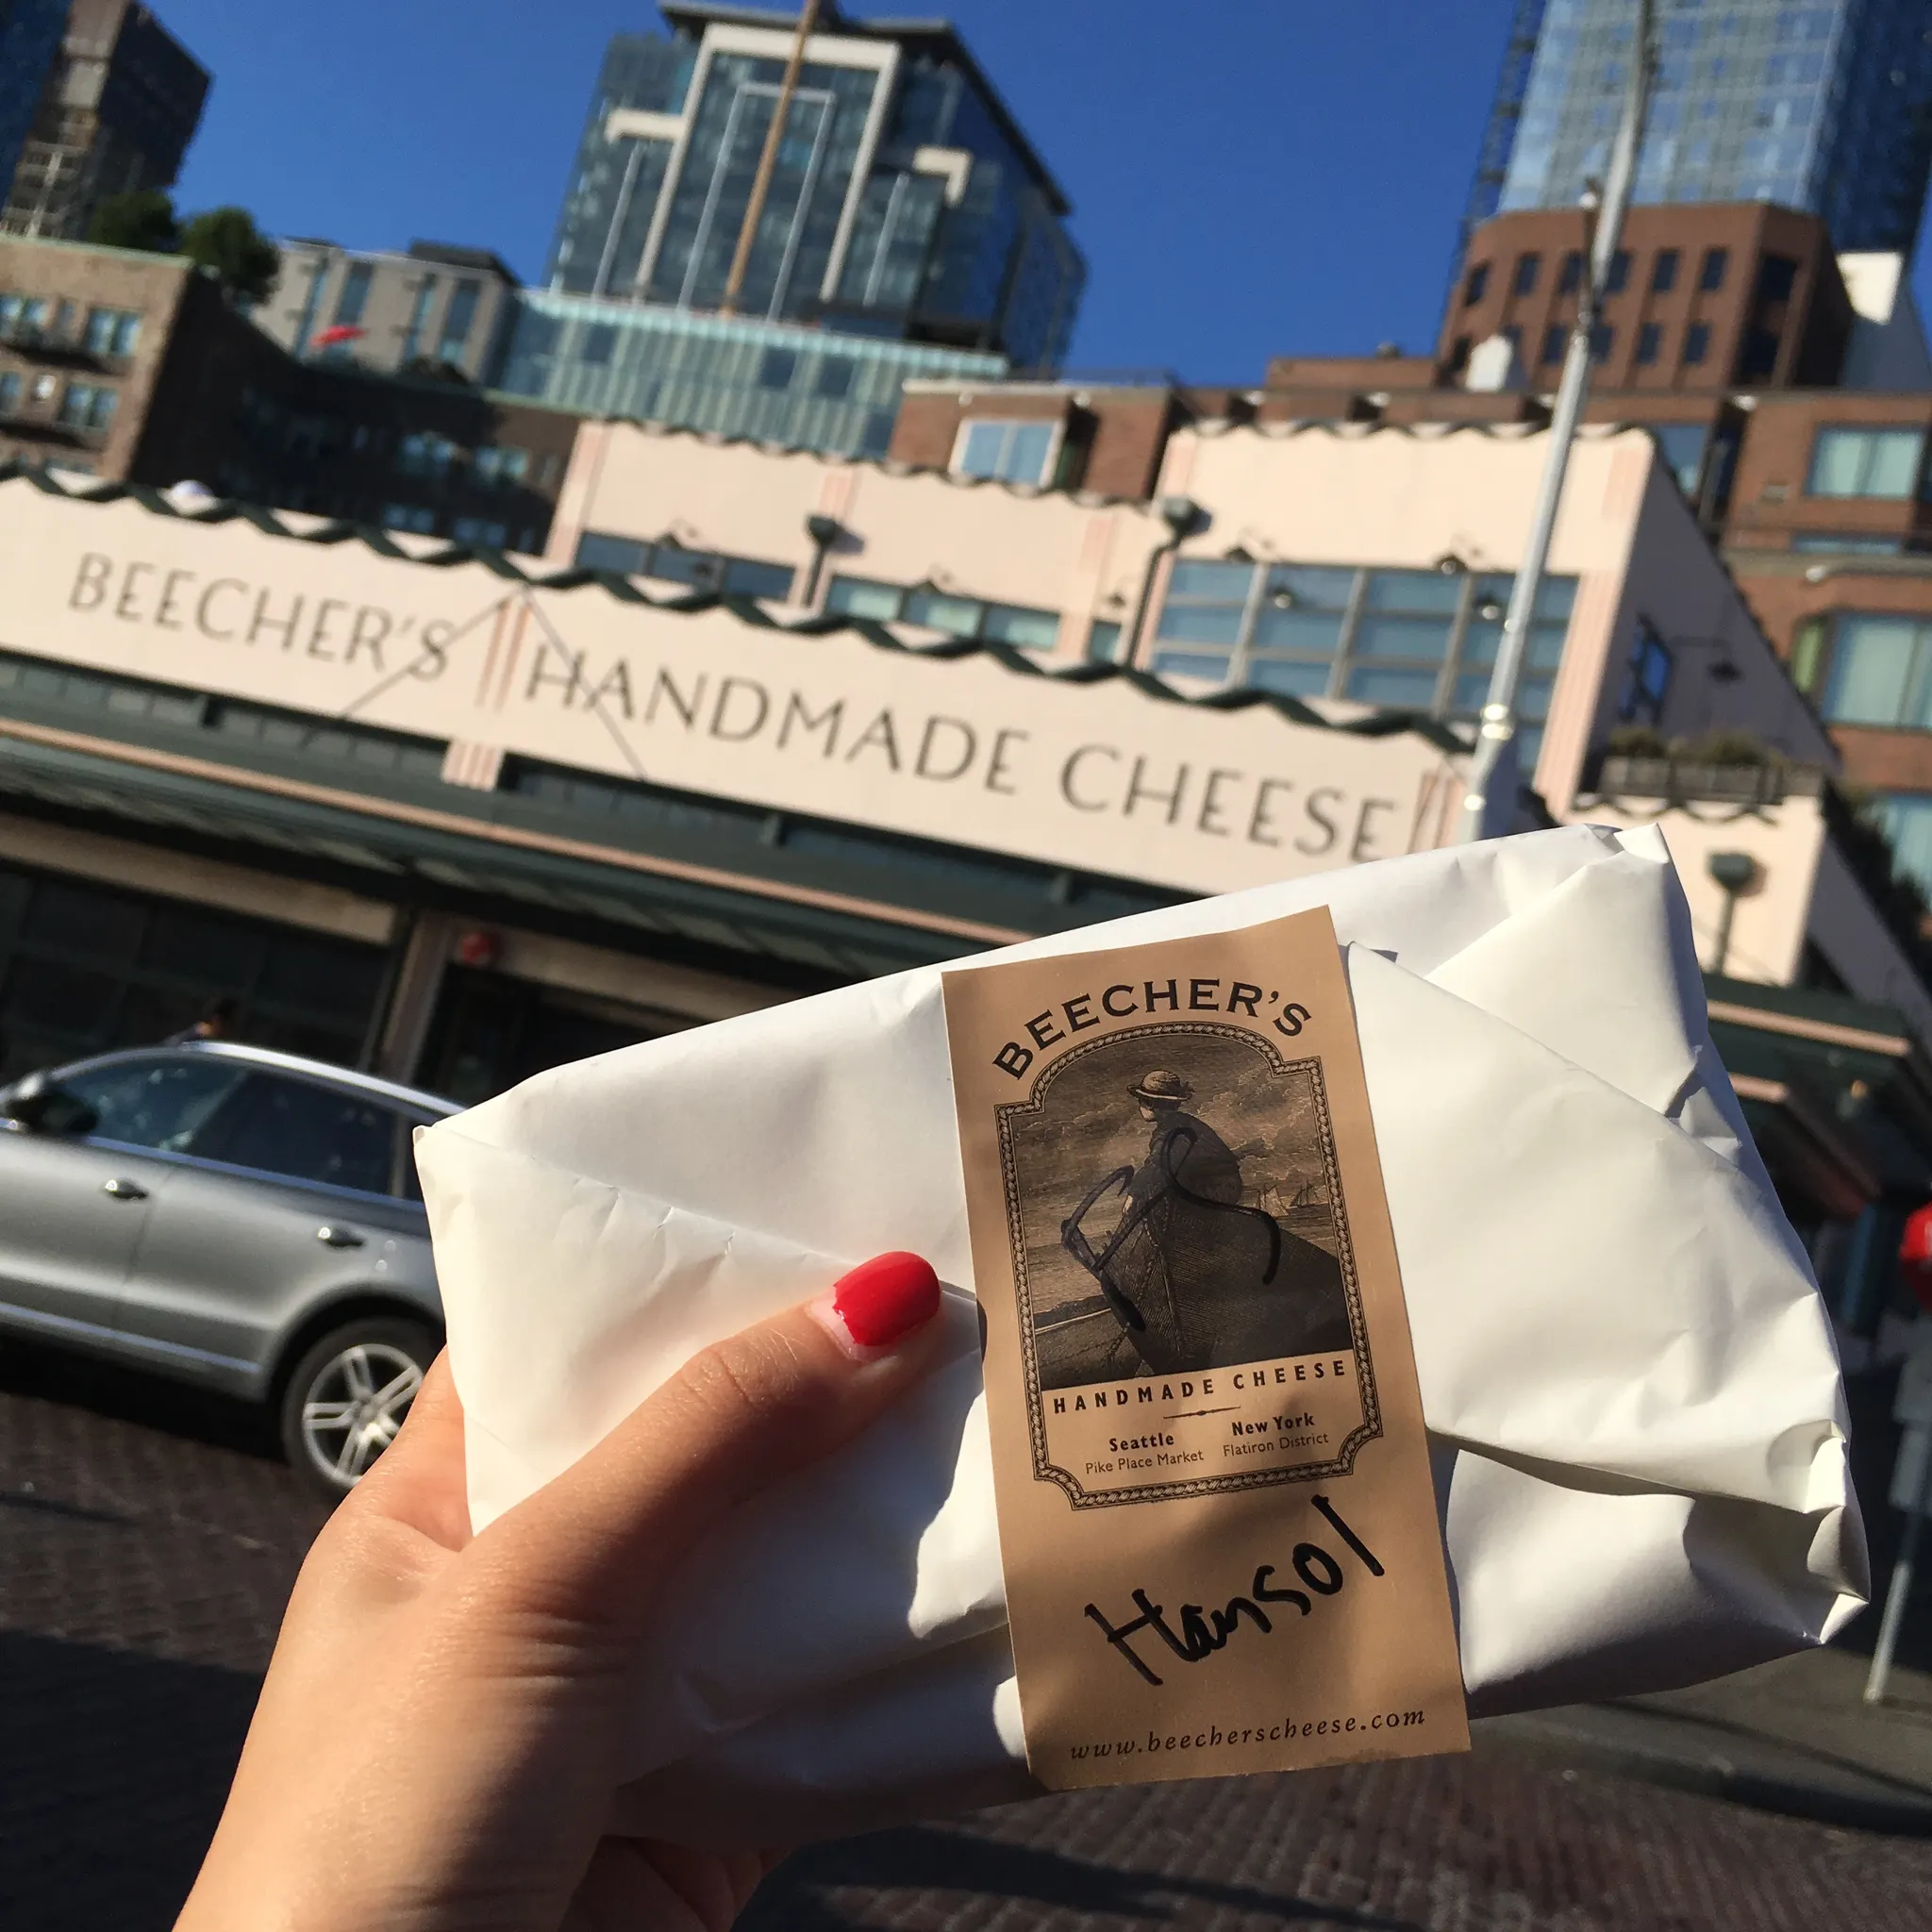 BEECHER'S HANDMADE CHEESE
BEECHER'S
HANDMADE CHEESE
Seattle
Pike Place Market
New York
Flatiron District
Hansol
www.beecherscheese.com